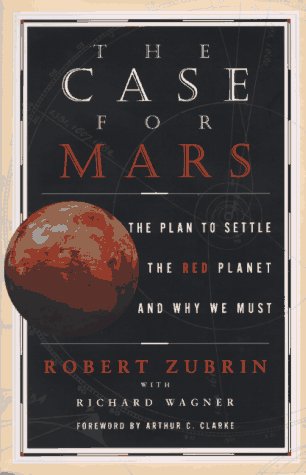 THE
CASE
FOR
MARS
THE PLAN TO SETTLE
THE RED PLANET
AND WHY WE MUST
ROBERT ZUBRIN
WITH
RICHARD WAGNER
FOREWORD BY ARTHUR C. CLARKE